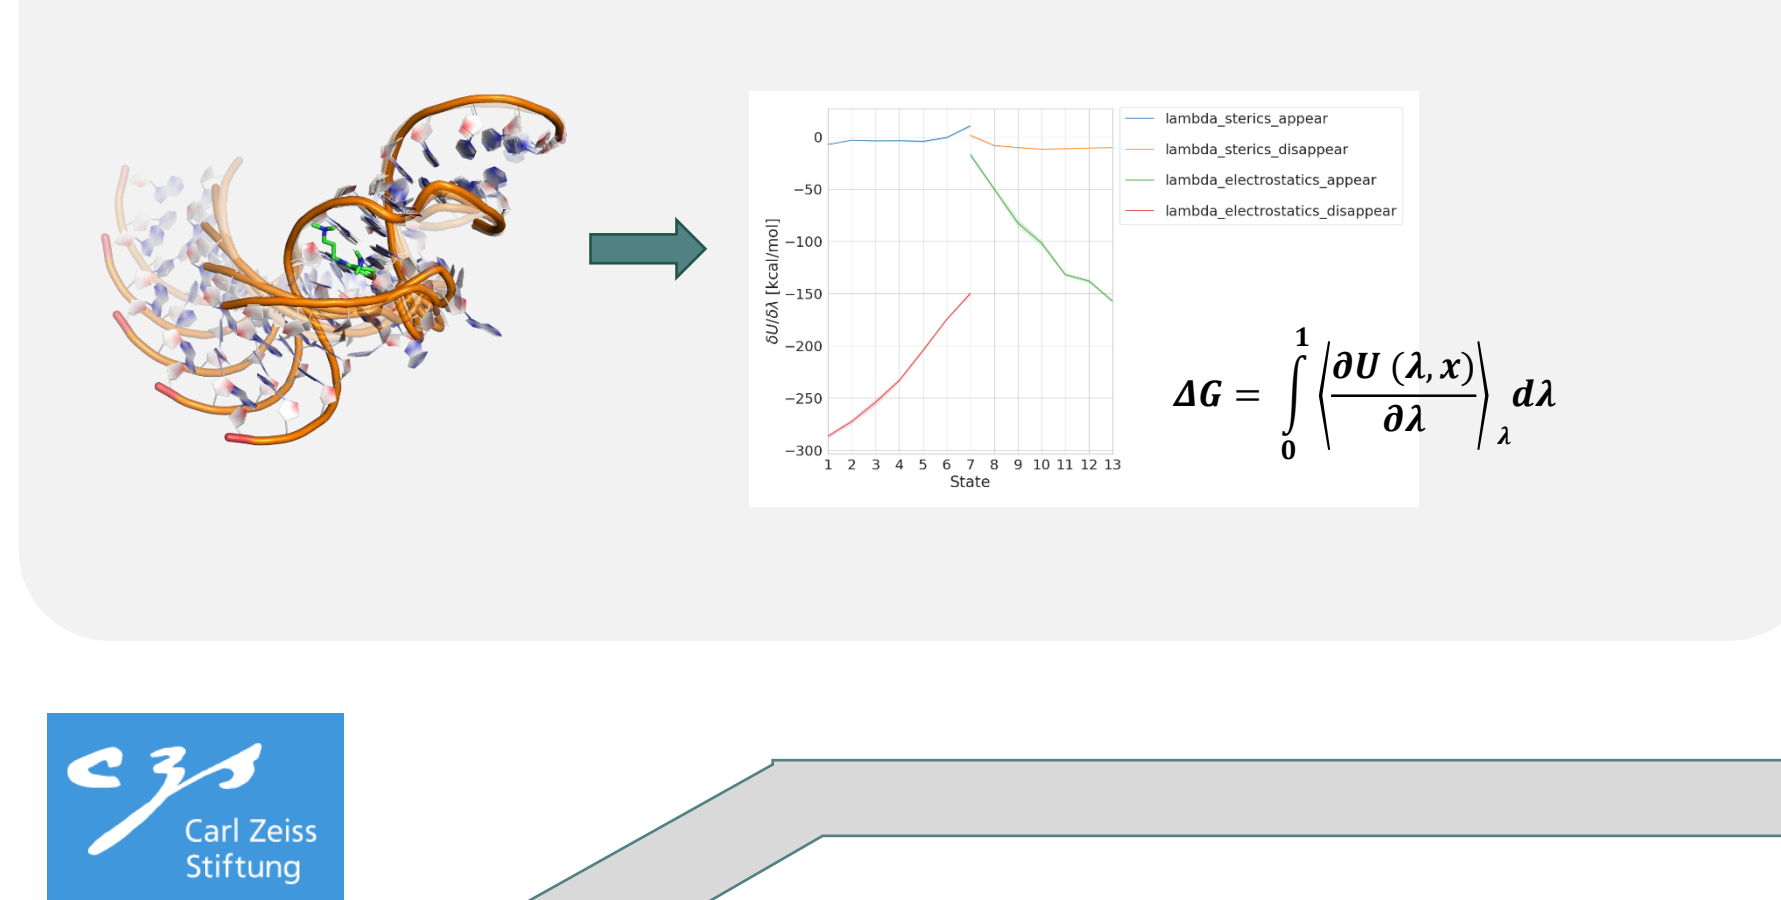 0
−50
−100
−150
−200
−250
−300
δU/δλ [kcal/mol]
1 2 3 4 5 6 7 8 9 10 11 12 13
State
lambda_sterics_appear
lambda_sterics_disappear
lambda_electrostatics_appear
lambda_electrostatics_disappear
ΔG = ∫₀¹ ⟨∂U (λ, x)/∂λ⟩_λ dλ
czs
Carl Zeiss
Stiftung